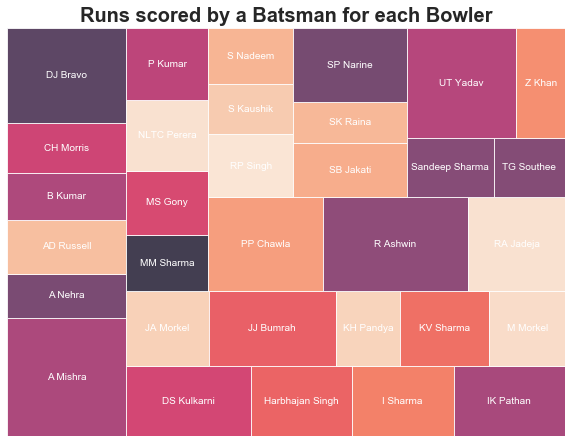 Runs scored by a Batsman for each Bowler
DJ Bravo
P Kumar
S Nadeem
SP Narine
UT Yadav
Z Khan
S Kaushik
SK Raina
CH Morris
NLTC Perera
RP Singh
SB Jakati
Sandeep Sharma
TG Southee
B Kumar
MS Gony
AD Russell
MM Sharma
PP Chawla
R Ashwin
RA Jadeja
A Nehra
JA Morkel
JJ Bumrah
KH Pandya
KV Sharma
M Morkel
A Mishra
DS Kulkarni
Harbhajan Singh
I Sharma
IK Pathan